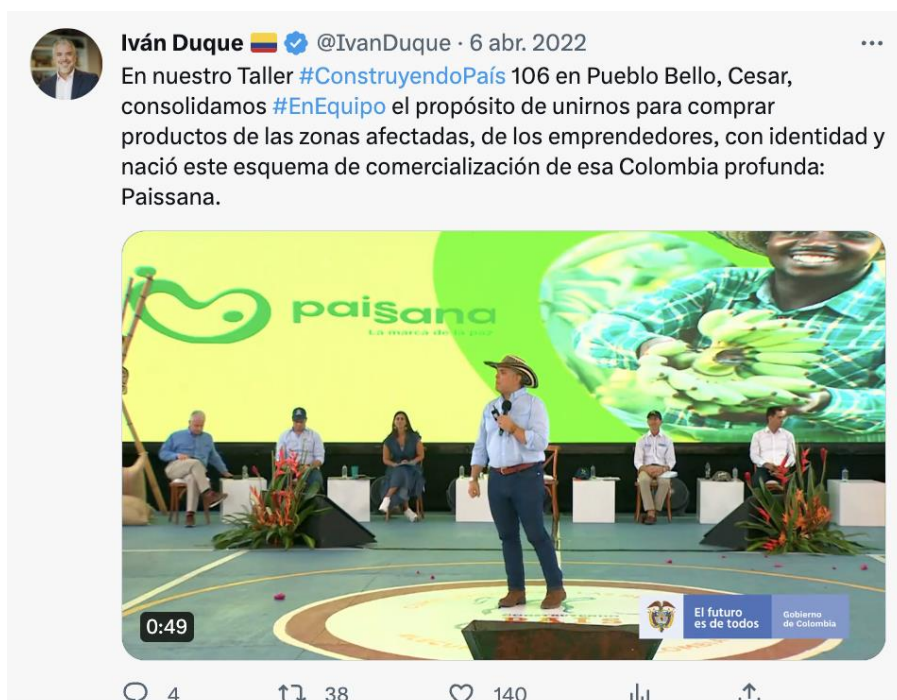 Iván Duque @IvanDuque · 6 abr. 2022
En nuestro Taller #ConstruyendoPaís 106 en Pueblo Bello, Cesar,
consolidamos #EnEquipo el propósito de unirnos para comprar
productos de las zonas afectadas, de los emprendedores, con identidad y
nació este esquema de comercialización de esa Colombia profunda:
Paissana.
paissana
La marca de la paz
0:49
El futuro
es de todos
Gobierno
de Colombia
4 38 140